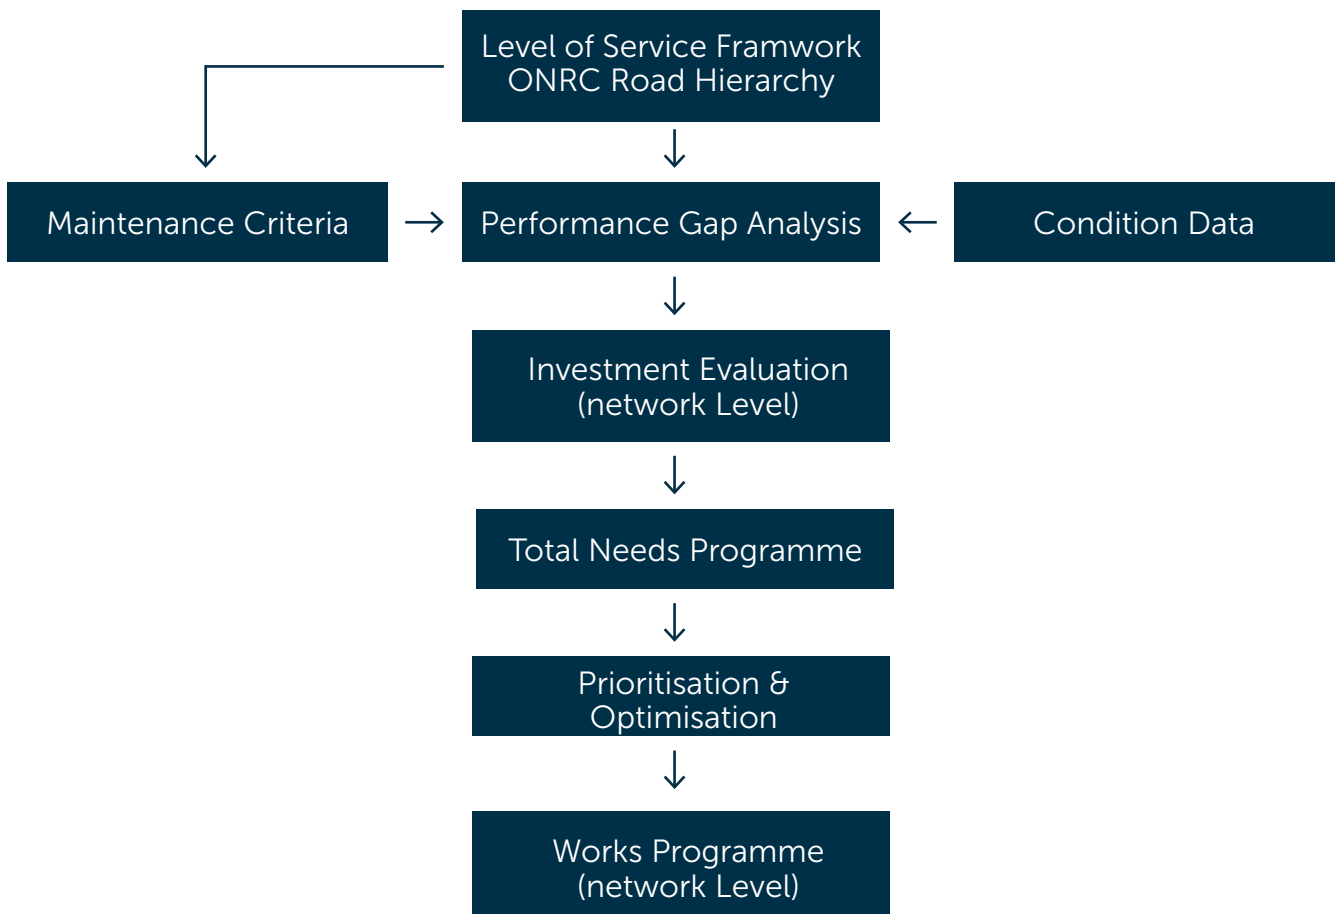 Level of Service Framwork
ONRC Road Hierarchy
Maintenance Criteria
Performance Gap Analysis
Condition Data
Investment Evaluation
(network Level)
Total Needs Programme
Prioritisation &
Optimisation
Works Programme
(network Level)